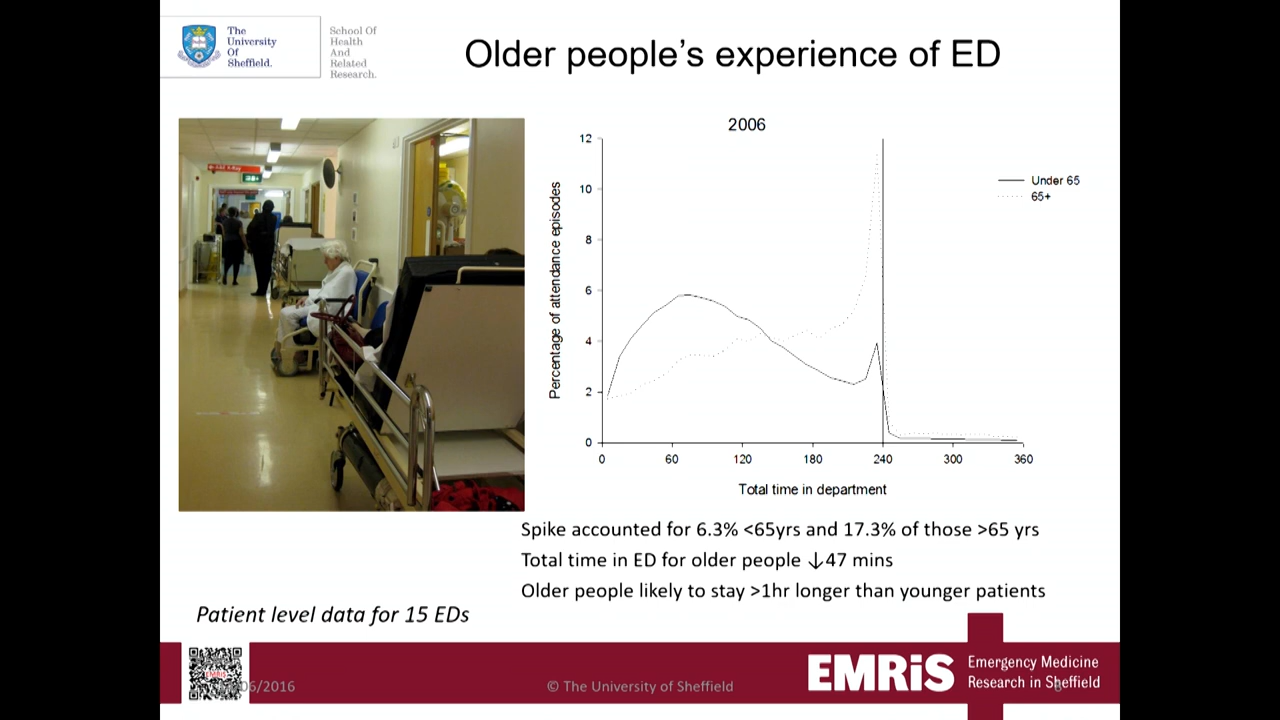 The
University
Of
Sheffield.
School Of
Health
And
Related
Research.
Older people's experience of ED
2006
12
10
8
6
4
2
0
Percentage of attendance episodes
0 60 120 180 240 300 360
Total time in department
Under 65
65+
Spike accounted for 6.3% <65yrs and 17.3% of those >65 yrs
Total time in ED for older people ↓47 mins
Older people likely to stay >1hr longer than younger patients
Patient level data for 15 EDs
EMRiS
/2016
© The University of Sheffield
EMRiS
Emergency Medicine
Research in Sheffield